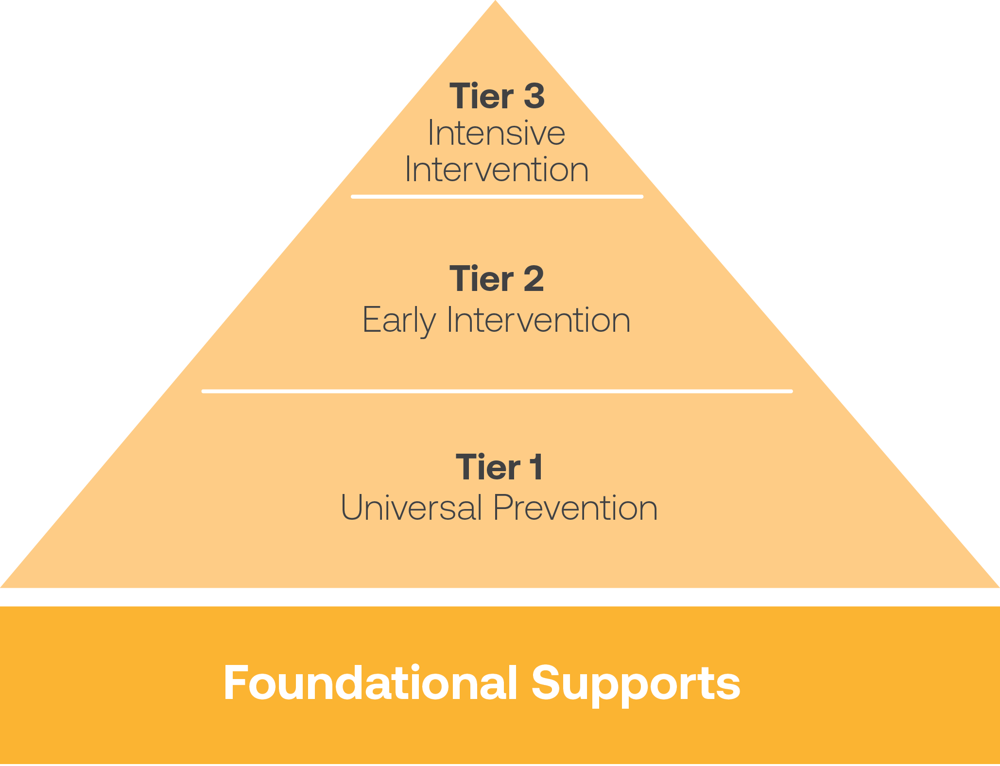 Tier 3
Intensive
Intervention
Tier 2
Early Intervention
Tier 1
Universal Prevention
Foundational Supports